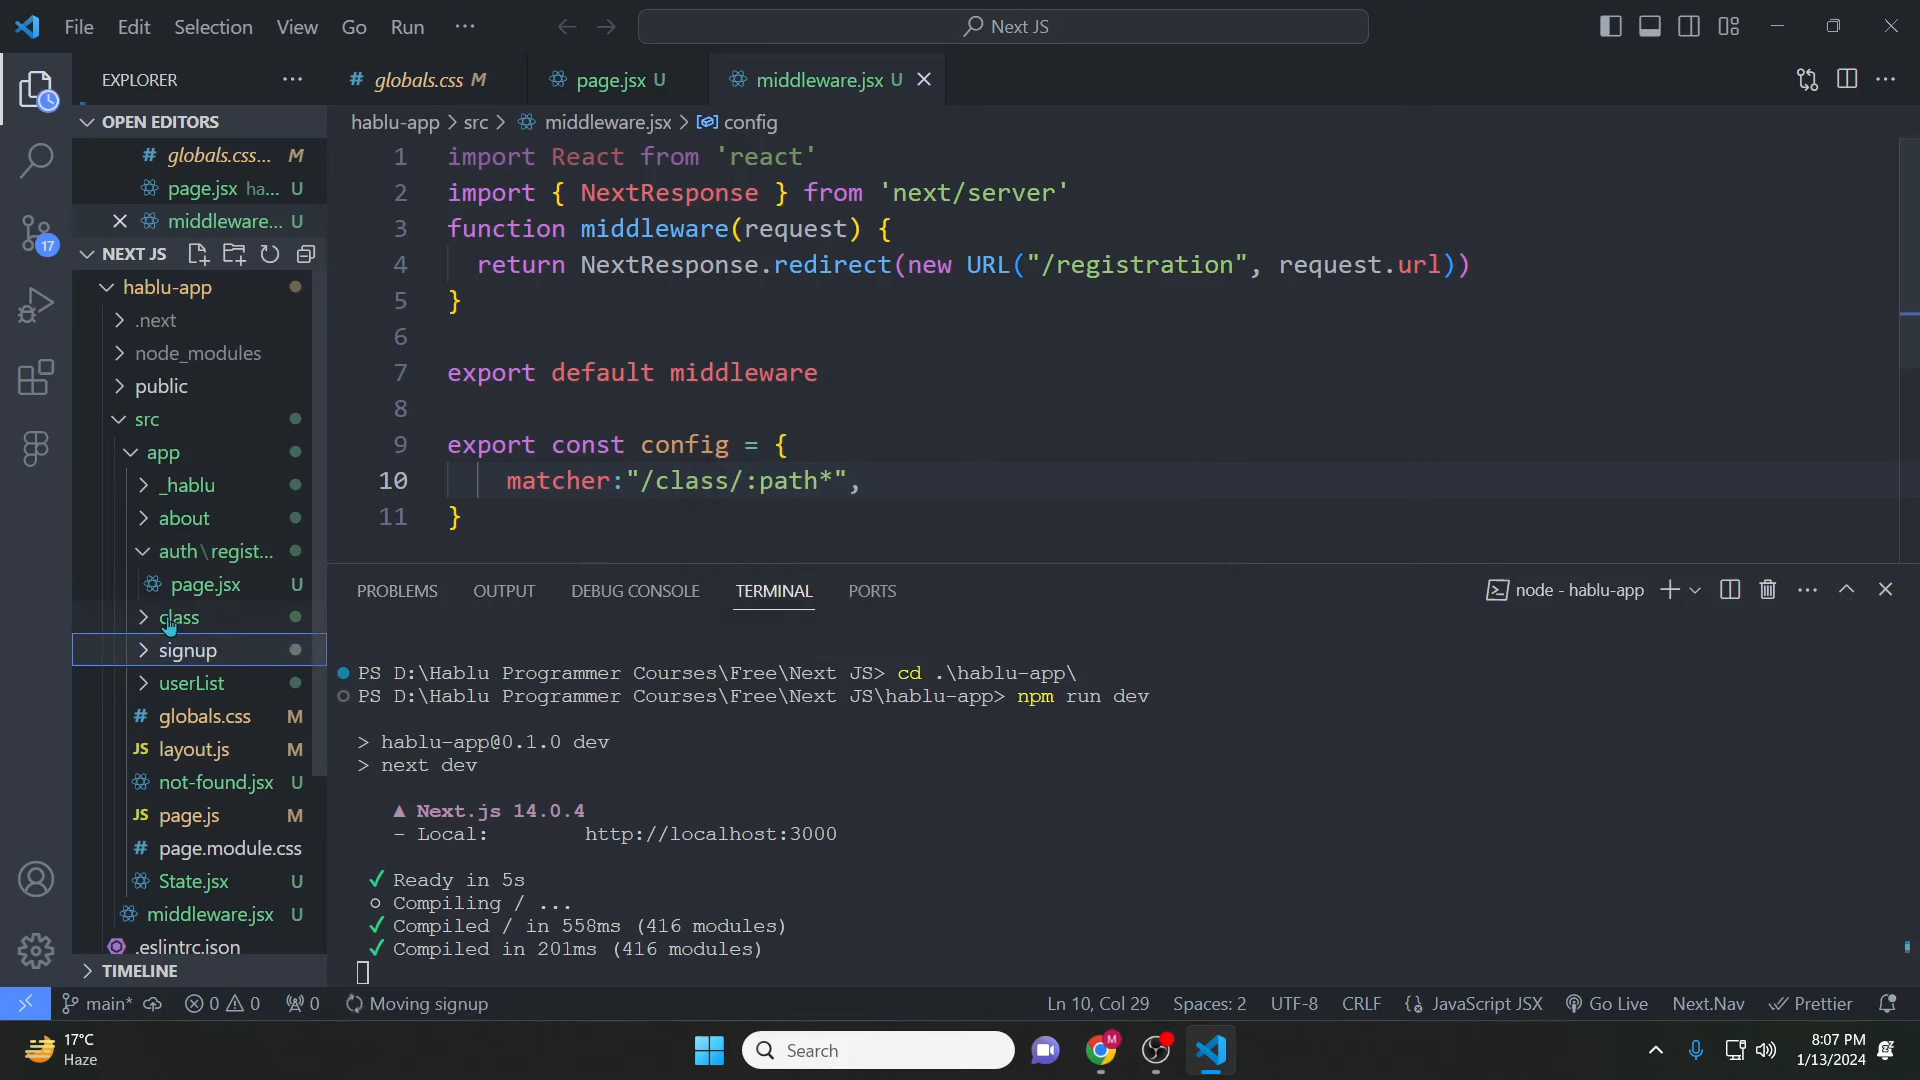 File Edit Selection View Go Run ··· Next JS
EXPLORER ···
# globals.css M page.jsx U middleware.jsx U
OPEN EDITORS
# globals.css... M
page.jsx ha... U
middleware... U
NEXT JS
hablu-app
.next
node_modules
public
src
app
_hablu
about
auth\regist...
page.jsx U
class
signup
userList
# globals.css M
JS layout.js M
not-found.jsx U
JS page.js M
# page.module.css
State.jsx U
middleware.jsx U
.eslintrc.json
TIMELINE
17
hablu-app > src > middleware.jsx > config
1 import React from 'react'
2 import { NextResponse } from 'next/server'
3 function middleware(request) {
4 return NextResponse.redirect(new URL("/registration", request.url))
5 }
6
7 export default middleware
8
9 export const config = {
10 matcher:"/class/:path*",
11 }
PROBLEMS OUTPUT DEBUG CONSOLE TERMINAL PORTS node - hablu-app
PS D:\Hablu Programmer Courses\Free\Next JS> cd .\hablu-app\
PS D:\Hablu Programmer Courses\Free\Next JS\hablu-app> npm run dev
> hablu-app@0.1.0 dev
> next dev
▲ Next.js 14.0.4
- Local: http://localhost:3000
✓ Ready in 5s
○ Compiling / ...
✓ Compiled / in 558ms (416 modules)
✓ Compiled in 201ms (416 modules)
main* 0 0 0 Moving signup Ln 10, Col 29 Spaces: 2 UTF-8 CRLF {} JavaScript JSX Go Live Next.Nav Prettier
17°C
Haze
Search
M
8:07 PM
1/13/2024